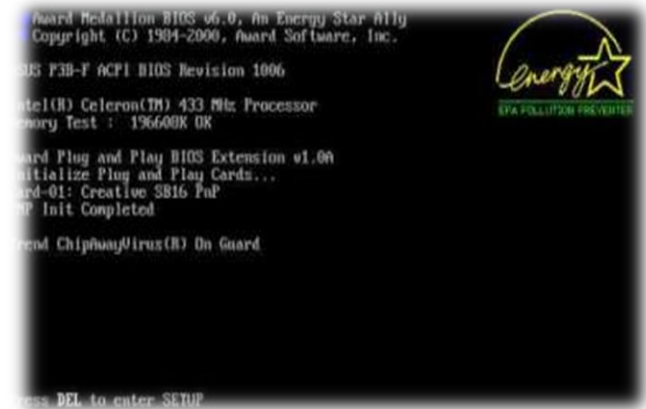 Award Medallion BIOS v6.0, An Energy Star Ally
Copyright (C) 1984-2000, Award Software, Inc.
SUS P3B-F ACPI BIOS Revision 1006
ntel(R) Celeron(TM) 433 MHz Processor
emory Test : 196608K OK
ward Plug and Play BIOS Extension v1.0A
nitialize Plug and Play Cards...
ard-01: Creative SB16 PnP
NP Init Completed
rend ChipAwayVirus(R) On Guard
energy
EPA POLLUTION PREVENTER
ess DEL to enter SETUP